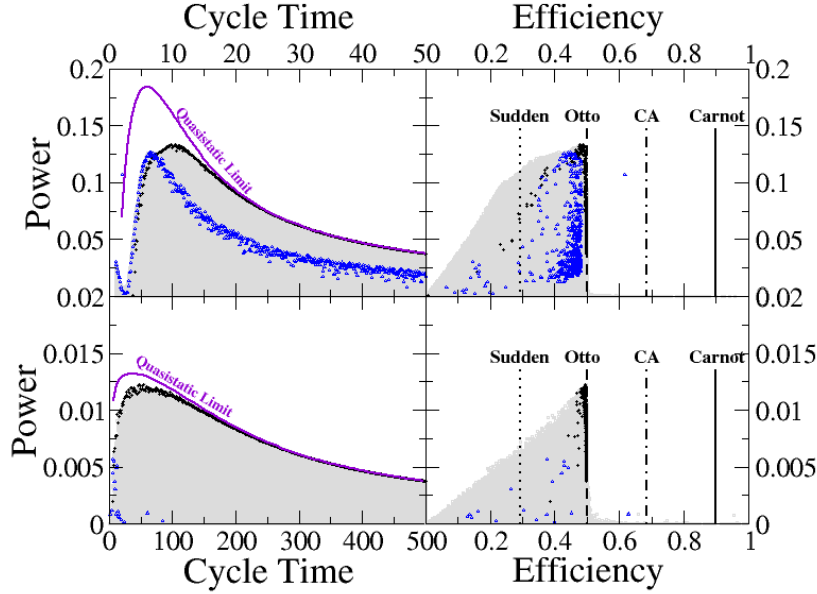 Cycle Time Efficiency
0 10 20 30 40 50 0.2 0.4 0.6 0.8 1
0.2 0.2
0.15 0.15
0.1 0.1
0.05 0.05
0.02 0.02
Power
Quasistatic Limit
Sudden Otto CA Carnot
0.015 0.015
0.01 0.01
0.005 0.005
0 0
Power
Quasistatic Limit
Sudden Otto CA Carnot
0 100 200 300 400 500 0.2 0.4 0.6 0.8 1
Cycle Time Efficiency